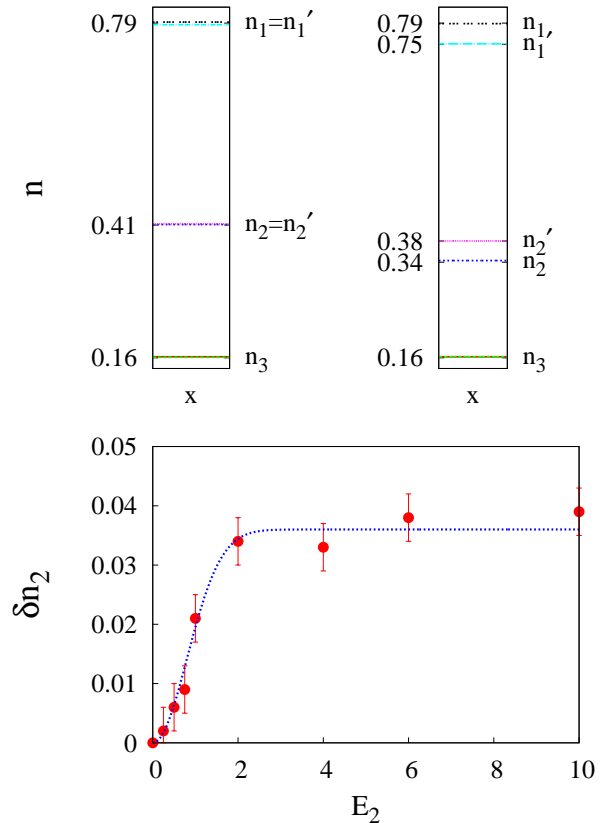 0.79 n₁=n₁′ 0.79 n₁
0.75 n₁′
n
0.41 n₂=n₂′ 0.38 n₂′
0.34 n₂
0.16 n₃ 0.16 n₃
x x
0.05
0.04
0.03
δn₂
0.02
0.01
0
0 2 4 6 8 10
E₂